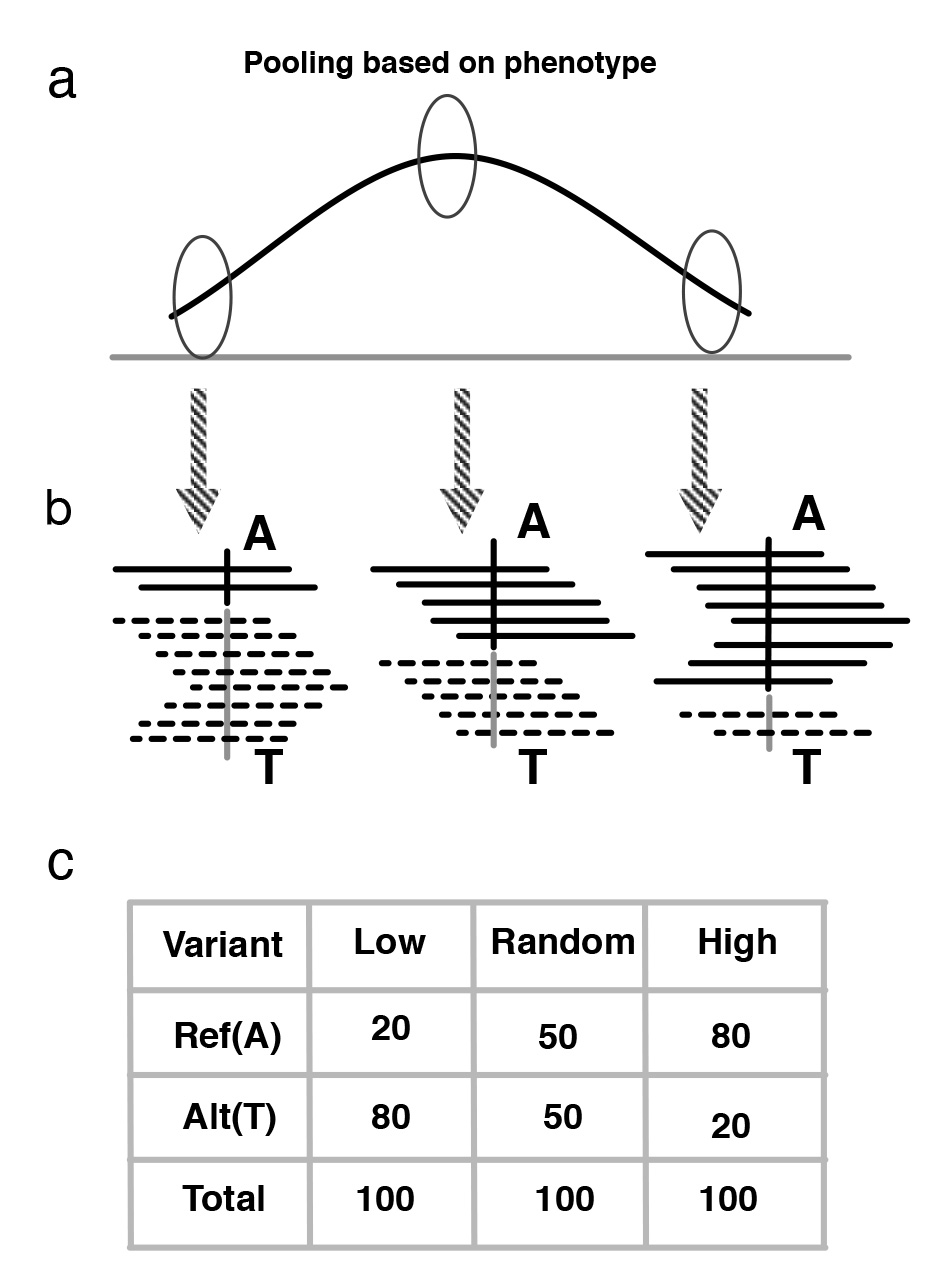 a
Pooling based on phenotype
b
A A A
T T T
c
Variant Low Random High
Ref(A) 20 50 80
Alt(T) 80 50 20
Total 100 100 100